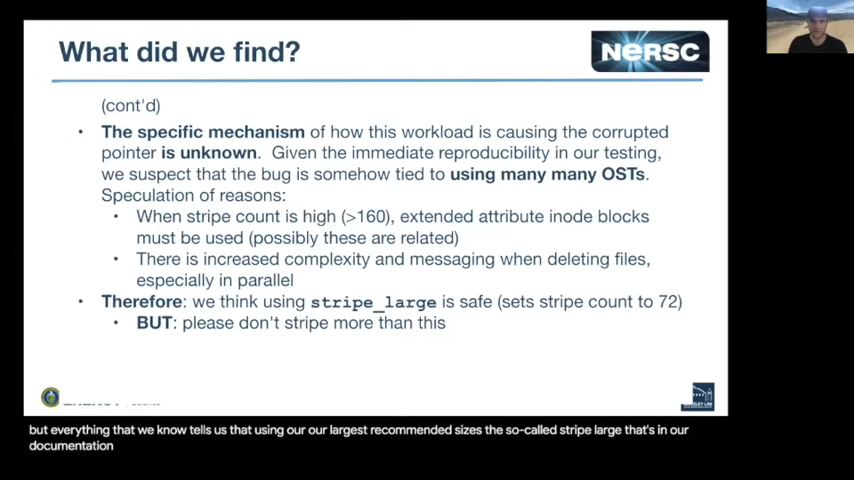 What did we find?
NERSC
(cont'd)
• The specific mechanism of how this workload is causing the corrupted
pointer is unknown. Given the immediate reproducibility in our testing,
we suspect that the bug is somehow tied to using many many OSTs.
Speculation of reasons:
• When stripe count is high (>160), extended attribute inode blocks
must be used (possibly these are related)
• There is increased complexity and messaging when deleting files,
especially in parallel
• Therefore: we think using stripe_large is safe (sets stripe count to 72)
• BUT: please don't stripe more than this
but everything that we know tells us that using our our largest recommended sizes the so-called stripe large that's in our
documentation